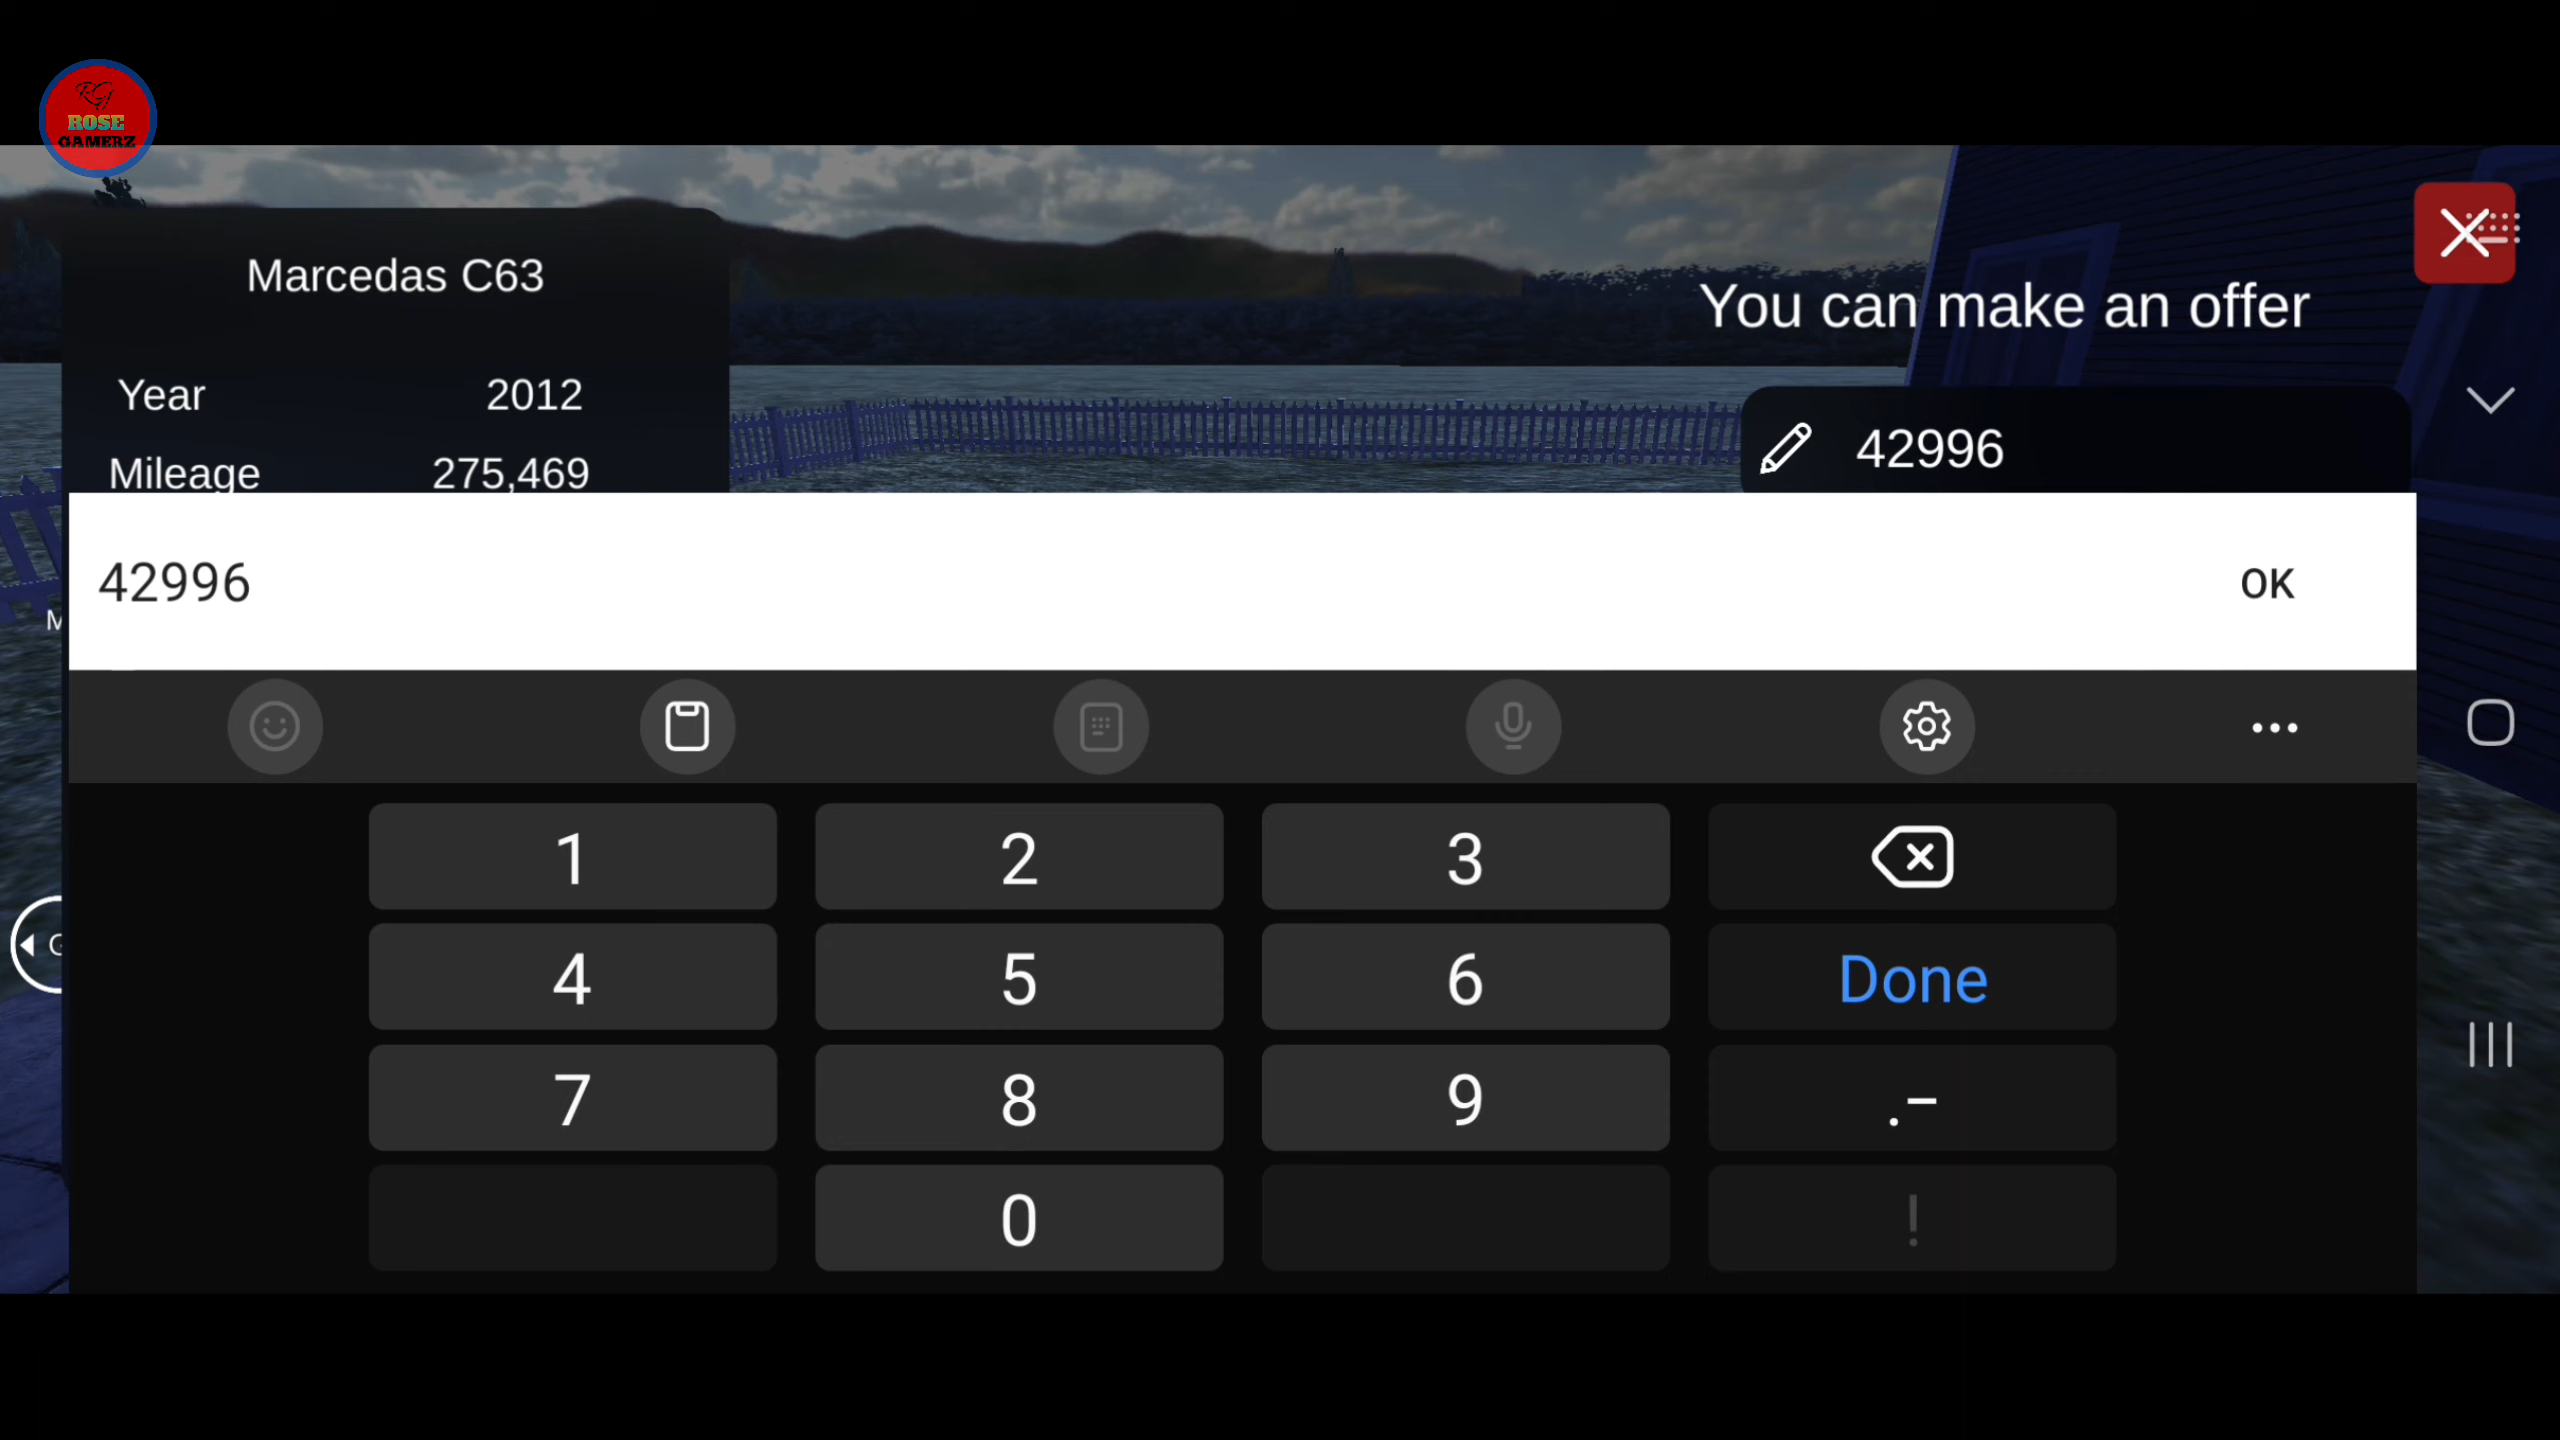 ROSE
GAMERZ
Marcedas C63
You can make an offer
Year 2012
42996
Mileage 275,469
42996
OK
M
1 2 3
G
4 5 6 Done
7 8 9 .-
0 !